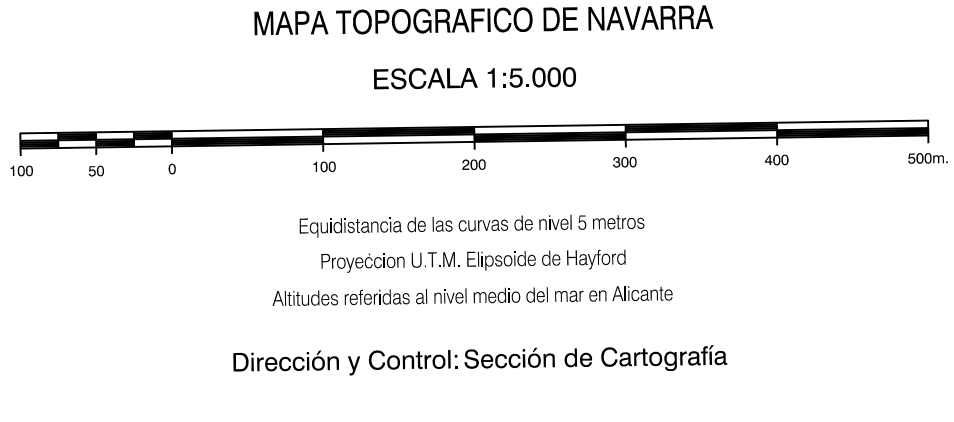 MAPA TOPOGRAFICO DE NAVARRA
ESCALA 1:5.000
100 50 0 100 200 300 400 500m.
Equidistancia de las curvas de nivel 5 metros
Proyeccion U.T.M. Elipsoide de Hayford
Altitudes referidas al nivel medio del mar en Alicante
Dirección y Control: Sección de Cartografía